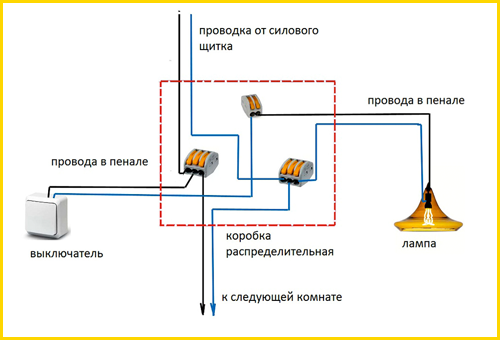 проводка от силового
щитка
провода в пенале
провода в пенале
выключатель
коробка
распределительная
лампа
к следующей комнате